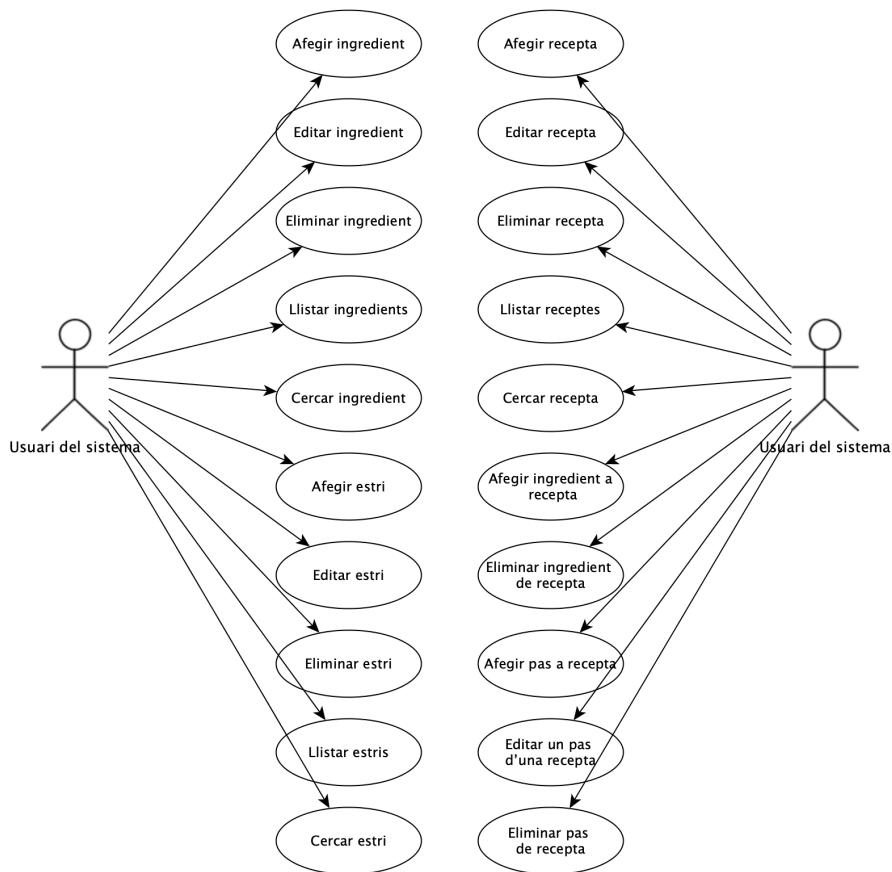 Afegir ingredient
Afegir recepta
Editar ingredient
Editar recepta
Eliminar ingredient
Eliminar recepta
Llistar ingredients
Llistar receptes
Cercar ingredient
Cercar recepta
Usuari del sistema
Usuari del sistema
Afegir estri
Afegir ingredient a
recepta
Editar estri
Eliminar ingredient
de recepta
Eliminar estri
Afegir pas a recepta
Llistar estris
Editar un pas
d'una recepta
Cercar estri
Eliminar pas
de recepta